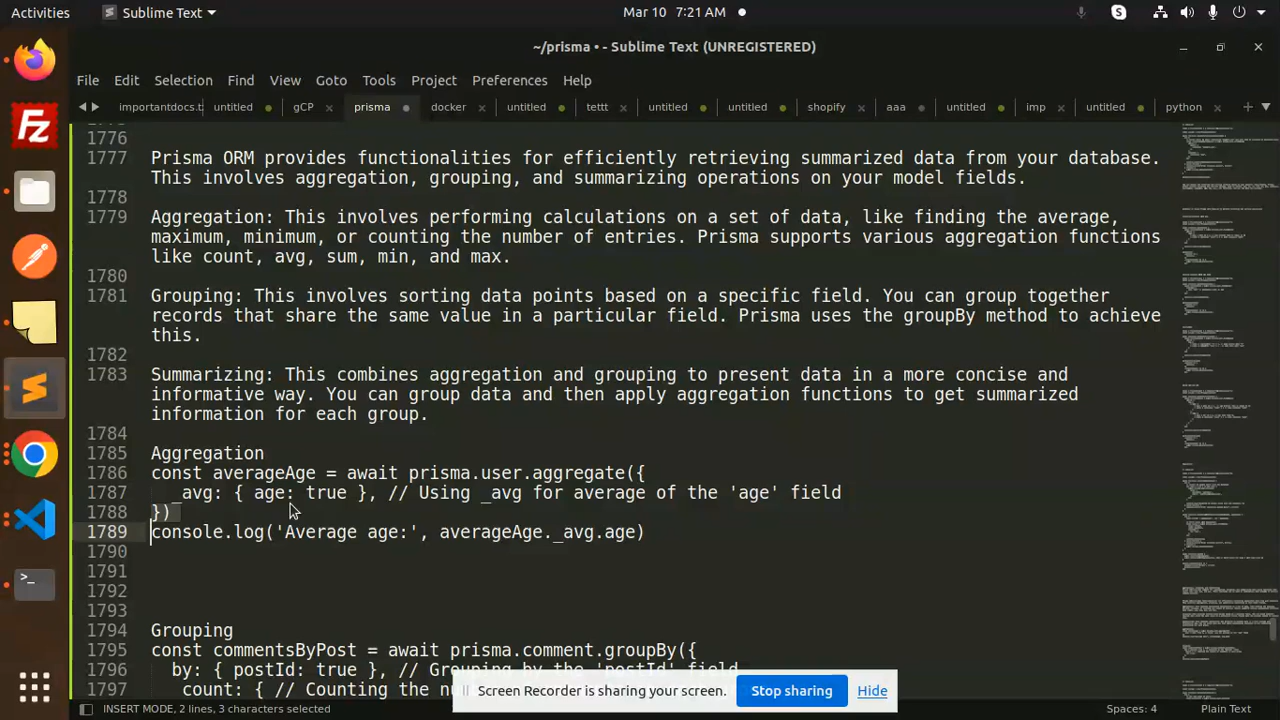 Activities
Sublime Text
Mar 10 7:21 AM
~/prisma • - Sublime Text (UNREGISTERED)
File Edit Selection Find View Goto Tools Project Preferences Help
importantdocs.t untitled gCP prisma docker untitled tettt untitled untitled shopify aaa untitled imp untitled python
1776
1777 Prisma ORM provides functionalities for efficiently retrieving summarized data from your database.
This involves aggregation, grouping, and summarizing operations on your model fields.
1778
1779 Aggregation: This involves performing calculations on a set of data, like finding the average,
maximum, minimum, or counting the number of entries. Prisma supports various aggregation functions
like count, avg, sum, min, and max.
1780
1781 Grouping: This involves sorting data points based on a specific field. You can group together
records that share the same value in a particular field. Prisma uses the groupBy method to achieve
this.
1782
1783 Summarizing: This combines aggregation and grouping to present data in a more concise and
informative way. You can group data and then apply aggregation functions to get summarized
information for each group.
1784
1785 Aggregation
1786 const averageAge = await prisma.user.aggregate({
1787 _avg: { age: true }, // Using _avg for average of the 'age' field
1788 })
1789 console.log('Average age:', averageAge._avg.age)
1790
1791
1792
1793
1794 Grouping
1795 const commentsByPost = await prisma.comment.groupBy({
1796 by: { postId: true }, // Grouping by the 'postId' field
1797 count: { // Counting the nu
Screen Recorder is sharing your screen. Stop sharing Hide
INSERT MODE, 2 lines, 3 characters selected
Spaces: 4
Plain Text